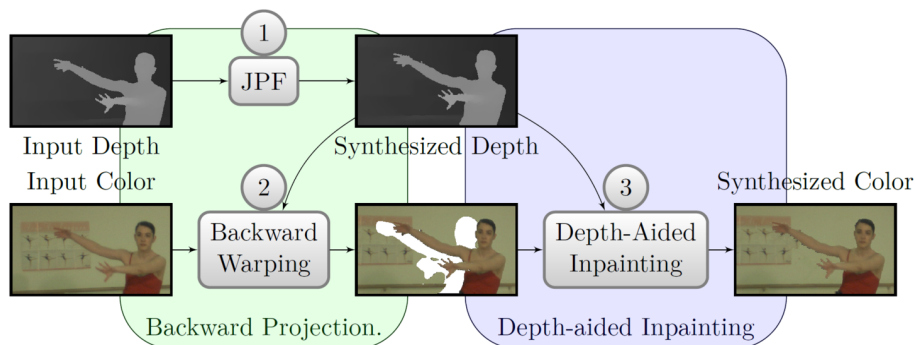 1
JPF
Input Depth
Synthesized Depth
Input Color
2
3
Synthesized Color
Backward
Warping
Depth-Aided
Inpainting
Backward Projection.
Depth-aided Inpainting